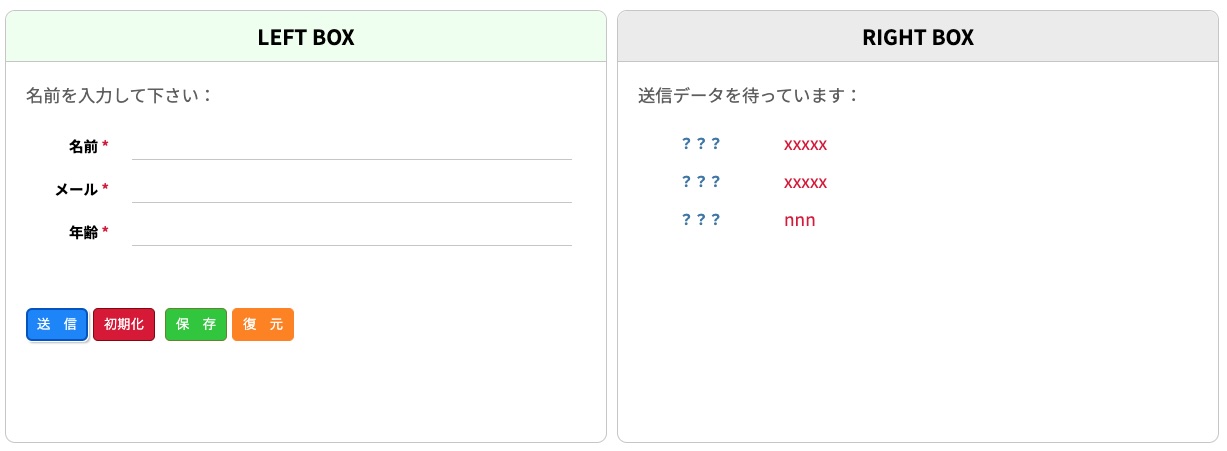 LEFT BOX
名前を入力して下さい：
名前 *
メール *
年齢 *
送　信
初期化
保　存
復　元
RIGHT BOX
送信データを待っています：
？？？ xxxxx
？？？ xxxxx
？？？ nnn